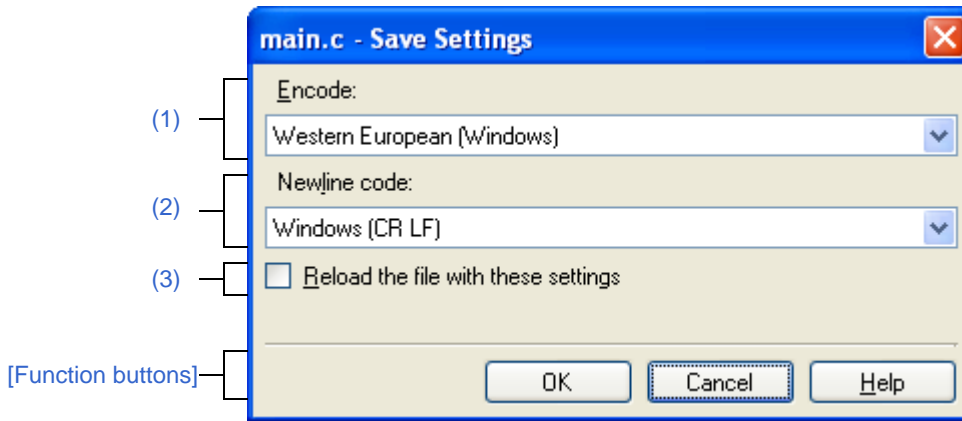 main.c - Save Settings
(1)
Encode:
Western European (Windows)
(2)
Newline code:
Windows (CR LF)
(3)
Reload the file with these settings
[Function buttons]
OK
Cancel
Help